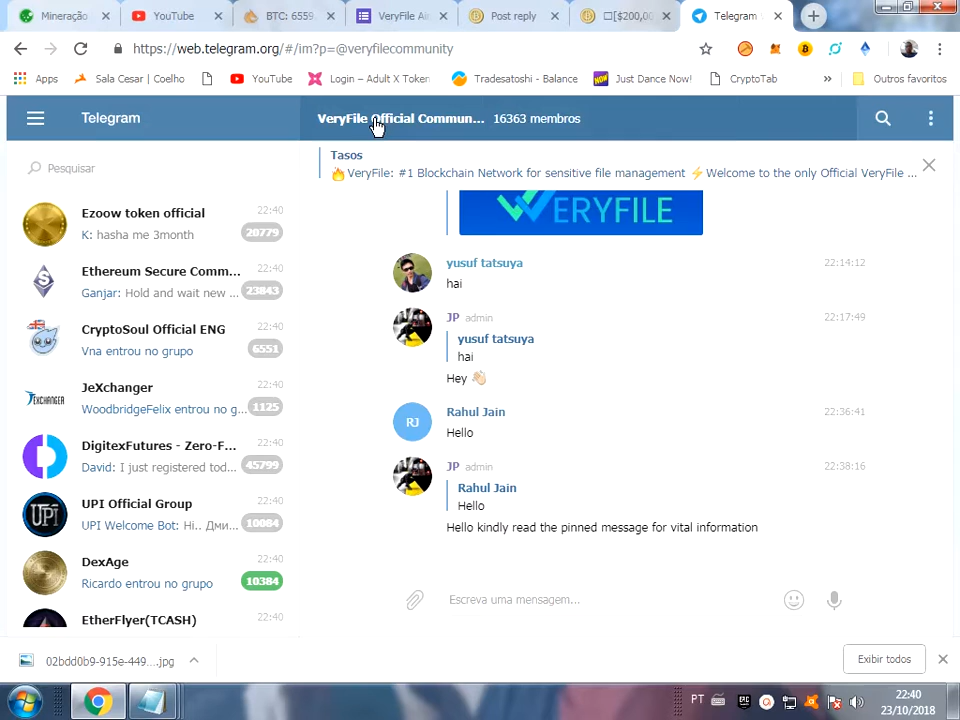 Mineração
YouTube
BTC: 6559.
VeryFile Air
Post reply
[$200,00
Telegram
https://web.telegram.org/#/im?p=@veryfilecommunity
Apps
Sala Cesar | Coelho
YouTube
Login – Adult X Token
Tradesatoshi - Balance
Just Dance Now!
CryptoTab
»
Outros favoritos
Telegram
VeryFile Official Commun... 16363 membros
Pesquisar
Tasos
🔥VeryFile: #1 Blockchain Network for sensitive file management ⚡Welcome to the only Official VeryFile ...
Ezoow token official 22:40
K: hasha me 3month 20779
Ethereum Secure Comm... 22:40
Ganjar: Hold and wait new ... 23843
CryptoSoul Official ENG 22:40
Vna entrou no grupo 6551
JeXchanger 22:40
WoodbridgeFelix entrou no g... 1125
DigitexFutures - Zero-F... 22:40
David: I just registered tod... 45799
UPI Official Group 22:40
UPI Welcome Bot: Hi.. Дми... 10084
DexAge 22:40
Ricardo entrou no grupo 10384
EtherFlyer(TCASH) 22:40
JEXCHANGER
UPI
VERYFILE
yusuf tatsuya 22:14:12
hai
JP admin 22:17:49
yusuf tatsuya
hai
Hey 👋🏻
RJ
Rahul Jain 22:36:41
Hello
JP admin 22:38:16
Rahul Jain
Hello
Hello kindly read the pinned message for vital information
Escreva uma mensagem...
02bdd0b9-915e-449....jpg
Exibir todos
PT
22:40
23/10/2018